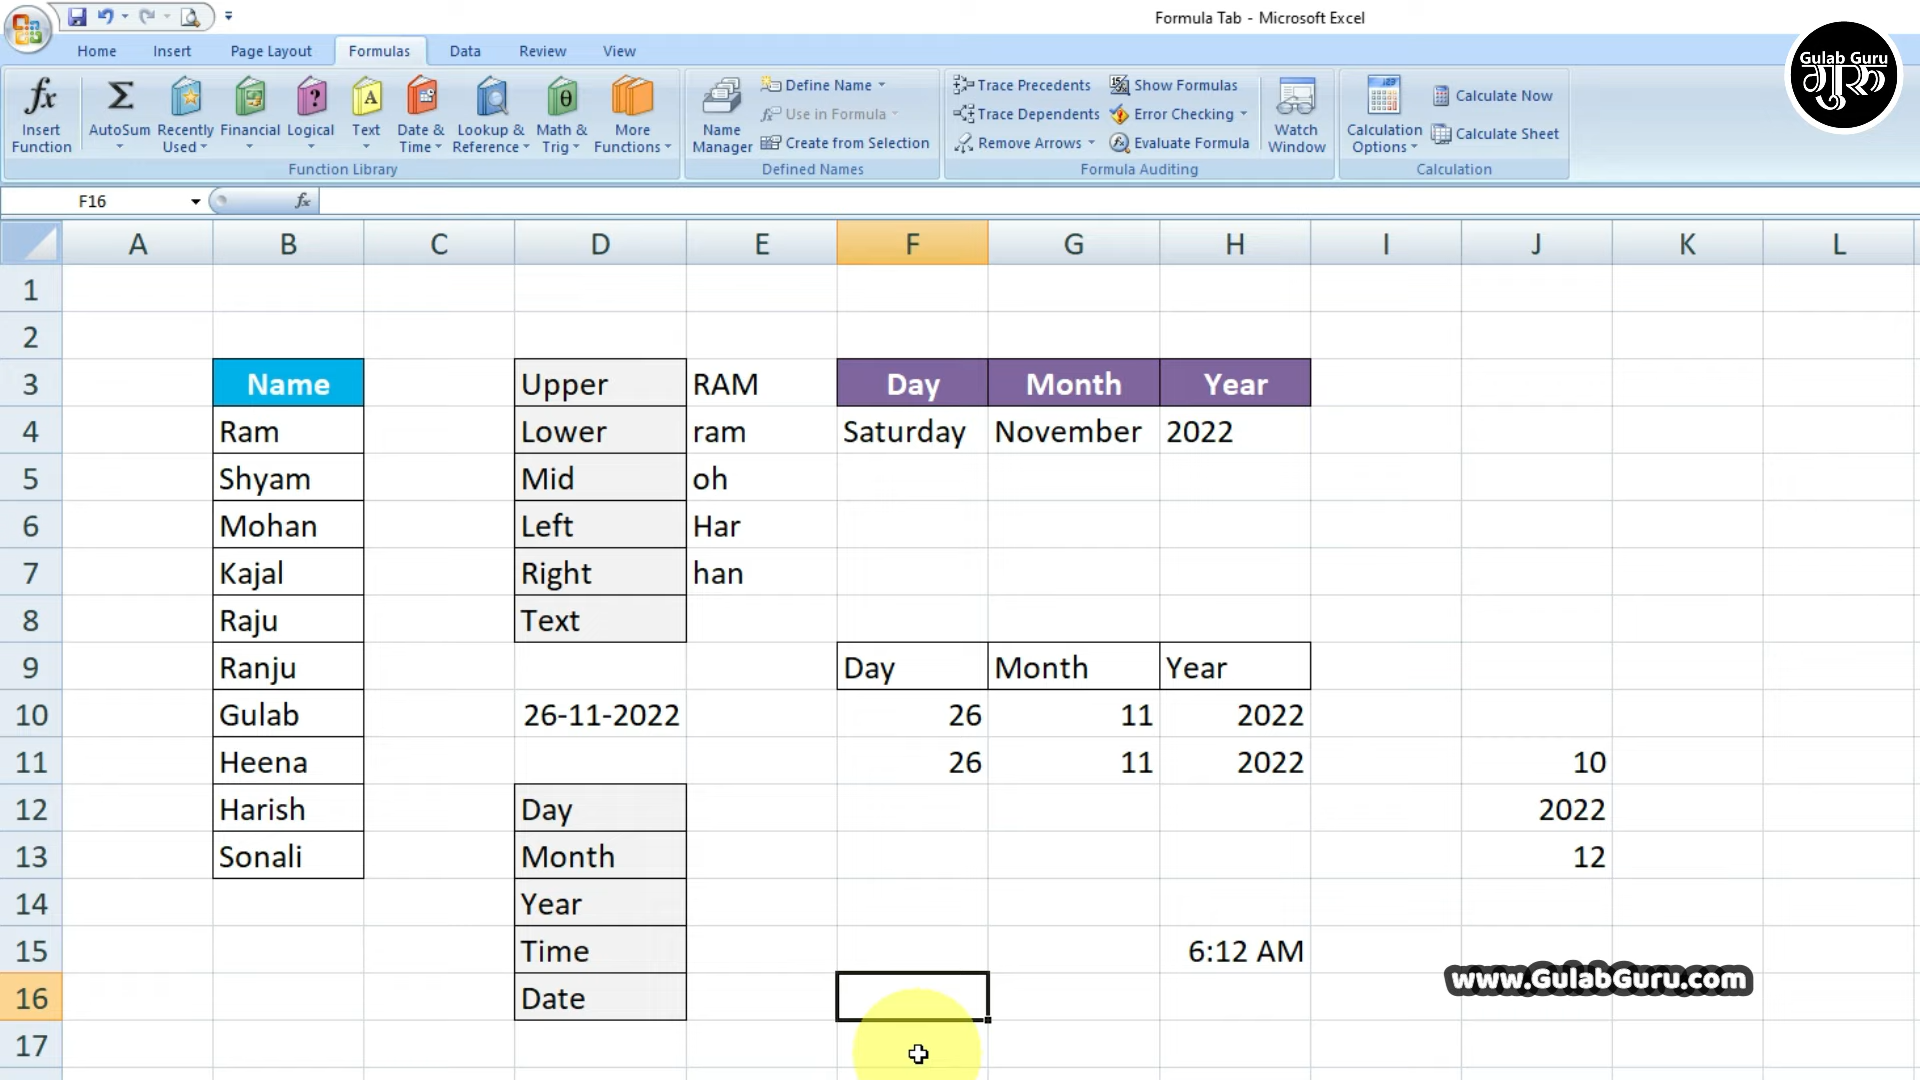 Formula Tab - Microsoft Excel
Home Insert Page Layout Formulas Data Review View
Gulab Guru
गुरु
fx Σ ? A θ
Insert Function
AutoSum
Recently Used
Financial
Logical
Text
Date & Time
Lookup & Reference
Math & Trig
More Functions
Function Library
Name Manager
Define Name
Use in Formula
Create from Selection
Defined Names
Trace Precedents
Trace Dependents
Remove Arrows
Show Formulas
Error Checking
Evaluate Formula
Formula Auditing
Watch Window
Calculation Options
Calculate Now
Calculate Sheet
Calculation
F16 fx
A B C D E F G H I J K L
1
2
3 Name Upper RAM Day Month Year
4 Ram Lower ram Saturday November 2022
5 Shyam Mid oh
6 Mohan Left Har
7 Kajal Right han
8 Raju Text
9 Ranju Day Month Year
10 Gulab 26-11-2022 26 11 2022
11 Heena 26 11 2022 10
12 Harish Day 2022
13 Sonali Month 12
14 Year
15 Time 6:12 AM
16 Date
17
www.GulabGuru.com